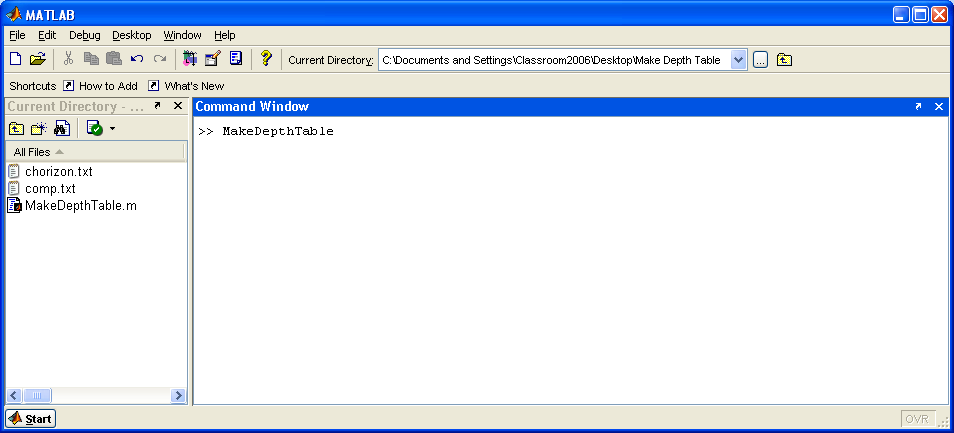 MATLAB
File Edit Debug Desktop Window Help
Current Directory: C:\Documents and Settings\Classroom2006\Desktop\Make Depth Table ...
Shortcuts How to Add What's New
Current Directory - ...
All Files
chorizon.txt
comp.txt
MakeDepthTable.m
Command Window
>> MakeDepthTable
Start
OVR